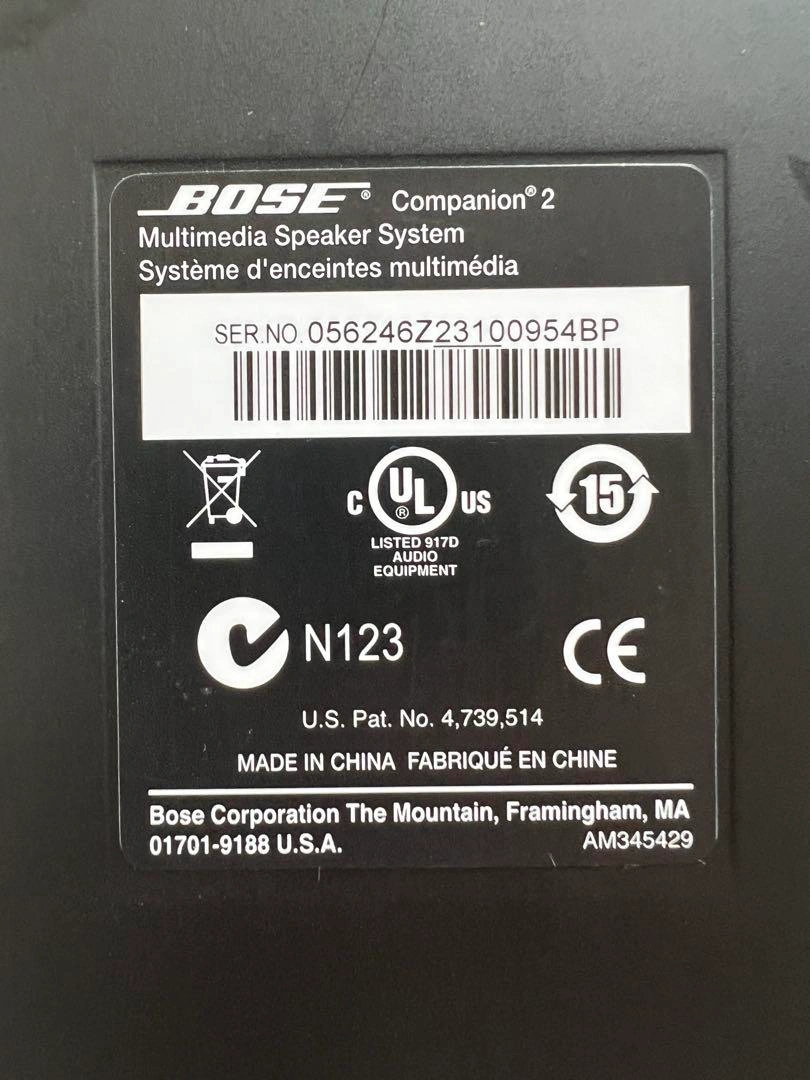 BOSE® Companion® 2
Multimedia Speaker System
Système d'enceintes multimédia
SER.NO. 056246Z23100954BP
C UL® US
LISTED 917D
AUDIO
EQUIPMENT
15
N123
CE
U.S. Pat. No. 4,739,514
MADE IN CHINA FABRIQUÉ EN CHINE
Bose Corporation The Mountain, Framingham, MA
01701-9188 U.S.A.
AM345429